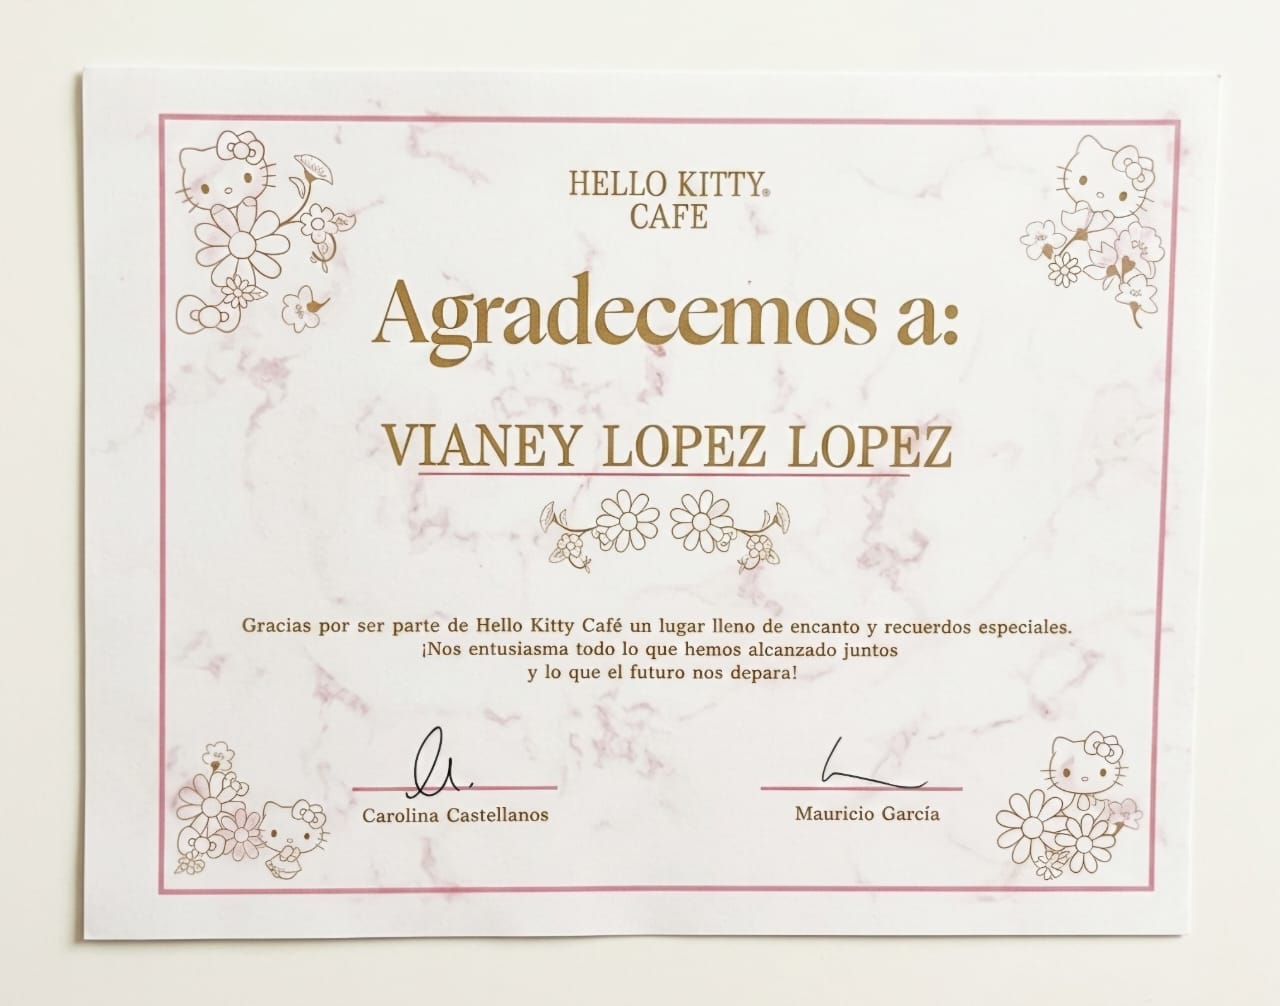 HELLO KITTY®
CAFE
Agradecemos a:
VIANEY LOPEZ LOPEZ
Gracias por ser parte de Hello Kitty Café un lugar lleno de encanto y recuerdos especiales.
¡Nos entusiasma todo lo que hemos alcanzado juntos
y lo que el futuro nos depara!
Carolina Castellanos
Mauricio García